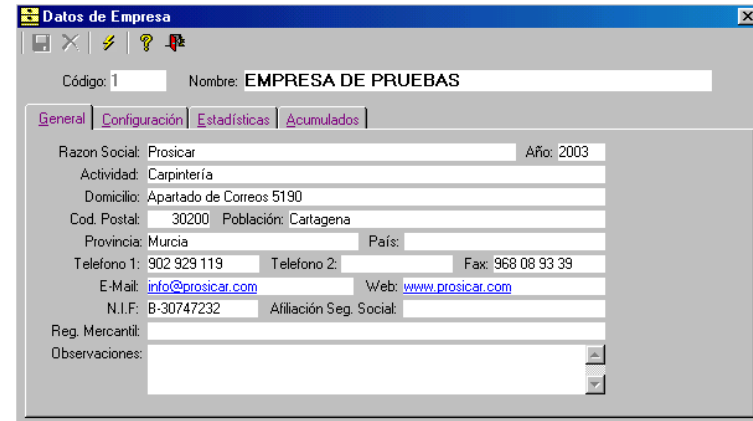 Datos de Empresa
Código: 1 Nombre: EMPRESA DE PRUEBAS
General Configuración Estadísticas Acumulados
Razon Social: Prosicar Año: 2003
Actividad: Carpintería
Domicilio: Apartado de Correos 5190
Cod. Postal: 30200 Población: Cartagena
Provincia: Murcia País:
Telefono 1: 902 929 119 Telefono 2: Fax: 968 08 93 39
E-Mail: info@prosicar.com Web: www.prosicar.com
N.I.F: B-30747232 Afiliación Seg. Social:
Reg. Mercantil:
Observaciones: